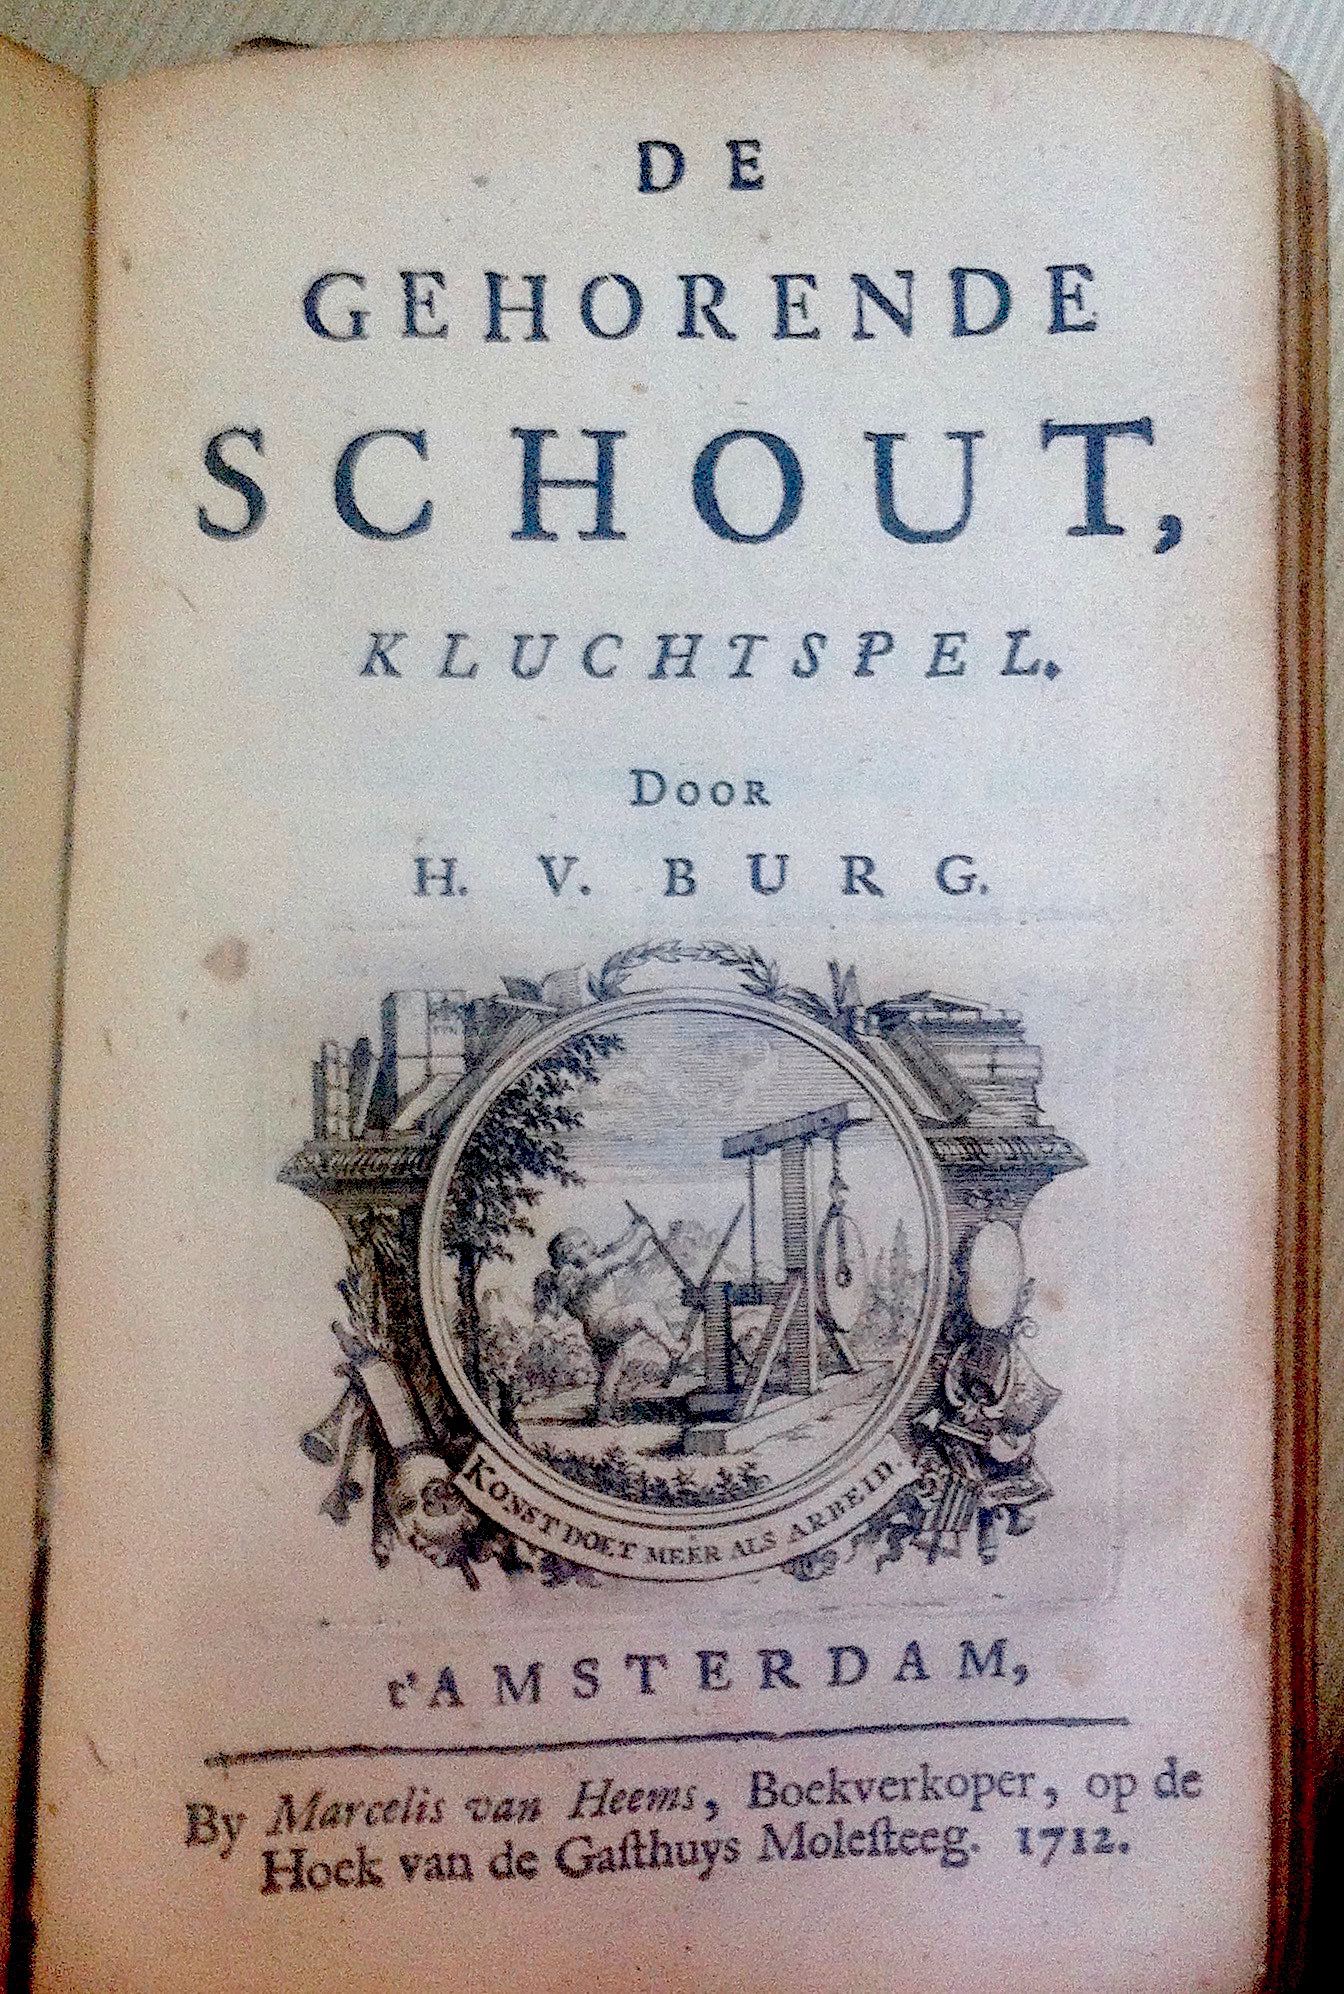 DE
GEHORENDE
SCHOUT,
KLUCHTSPEL.
DOOR
H. V. BURG.
KONST DOET MEER ALS ARBEID.
t'AMSTERDAM,
By Marcelis van Heems, Boekverkoper, op de
Hoek van de Gaſthuys Moleſteeg. 1712.